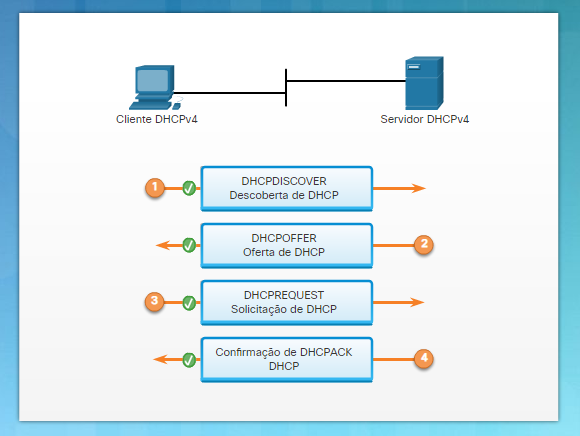 Cliente DHCPv4
Servidor DHCPv4
1
DHCPDISCOVER
Descoberta de DHCP
DHCPOFFER
Oferta de DHCP
2
3
DHCPREQUEST
Solicitação de DHCP
Confirmação de DHCPACK
DHCP
4